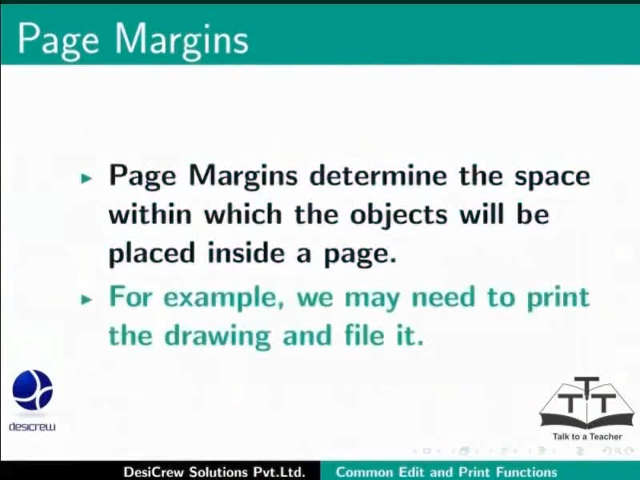 Page Margins
Page Margins determine the space
within which the objects will be
placed inside a page.
For example, we may need to print
the drawing and file it.
desicrew
TTT
Talk to a Teacher
DesiCrew Solutions Pvt.Ltd. Common Edit and Print Functions